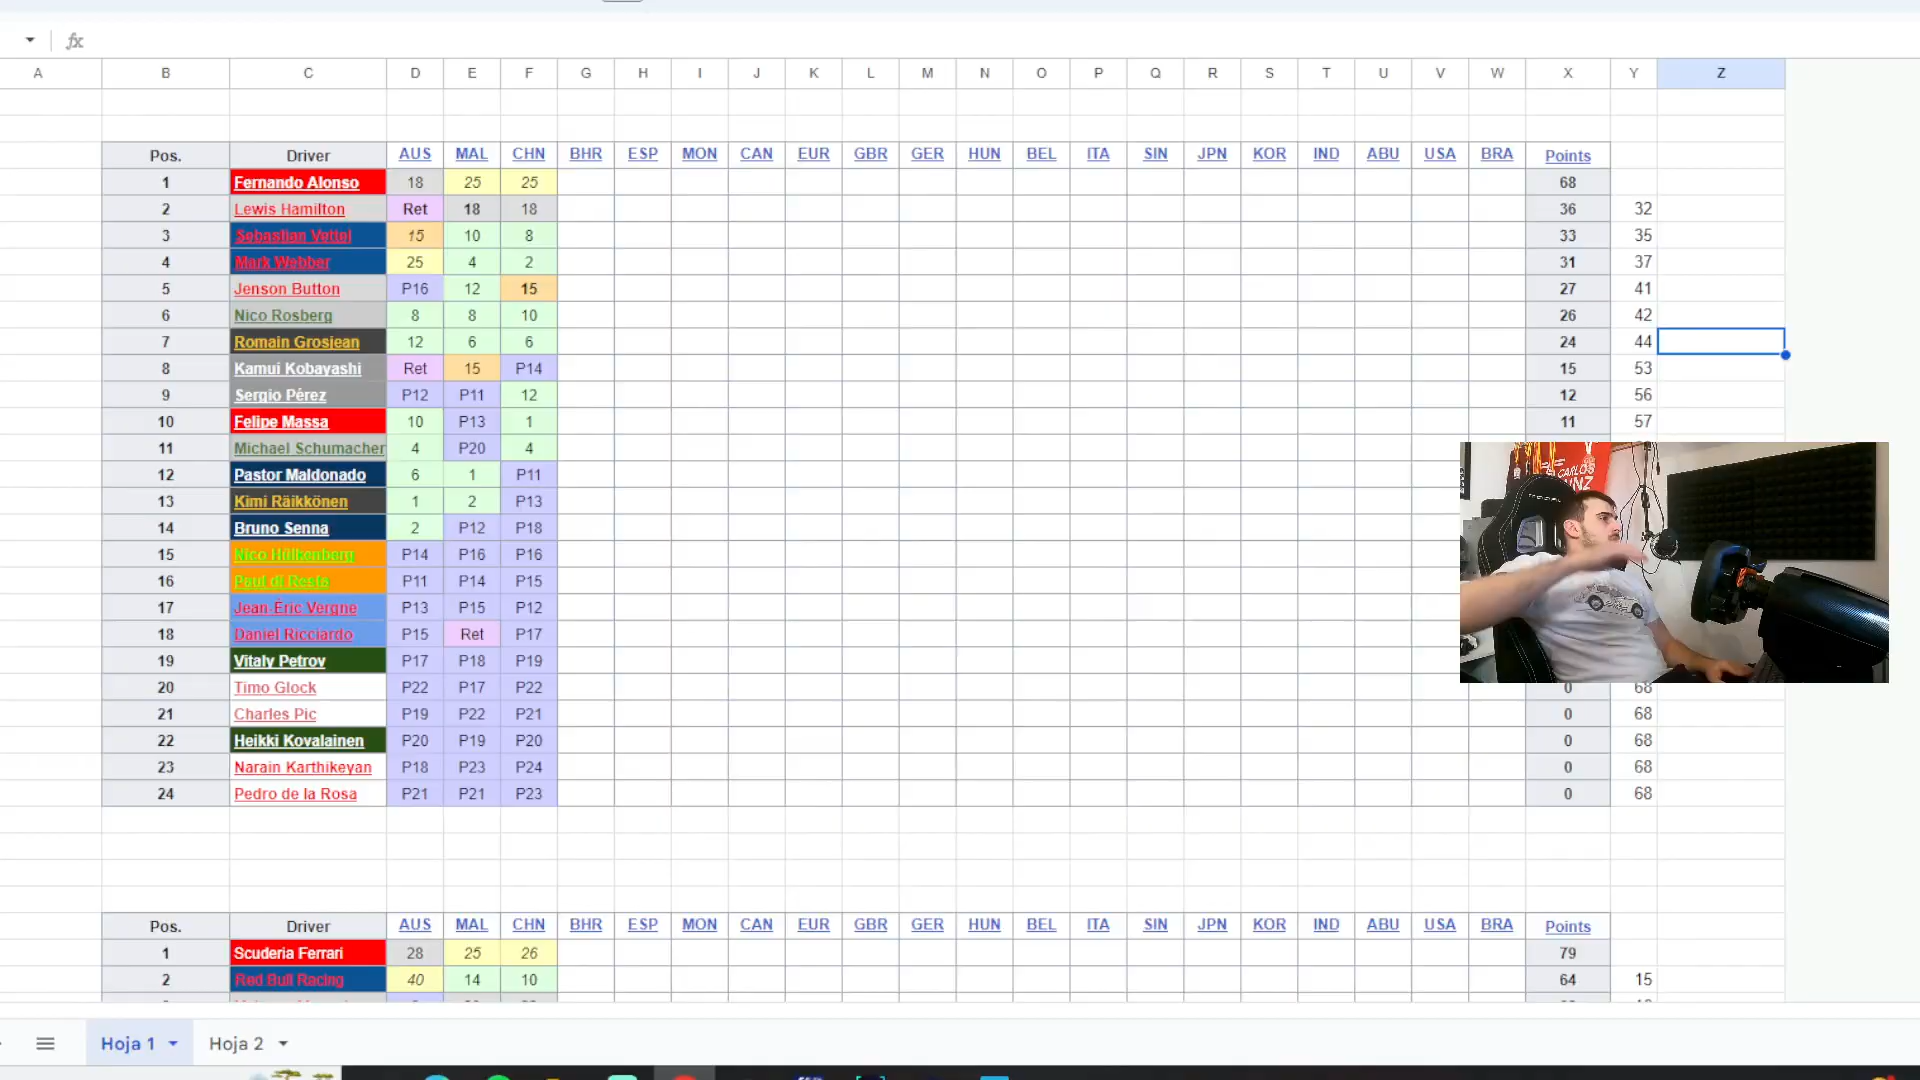 fx
A B C D E F G H I J K L M N O P Q R S T U V W X Y Z
Pos. Driver AUS MAL CHN BHR ESP MON CAN EUR GBR GER HUN BEL ITA SIN JPN KOR IND ABU USA BRA Points
1 Fernando Alonso 18 25 25 68
2 Lewis Hamilton Ret 18 18 36 32
3 Sebastian Vettel 15 10 8 33 35
4 Mark Webber 25 4 2 31 37
5 Jenson Button P16 12 15 27 41
6 Nico Rosberg 8 8 10 26 42
7 Romain Grosjean 12 6 6 24 44
8 Kamui Kobayashi Ret 15 P14 15 53
9 Sergio Pérez P12 P11 12 12 56
10 Felipe Massa 10 P13 1 11 57
11 Michael Schumacher 4 P20 4
12 Pastor Maldonado 6 1 P11
13 Kimi Räikkönen 1 2 P13
14 Bruno Senna 2 P12 P18
15 Nico Hülkenberg P14 P16 P16
16 Paul di Resta P11 P14 P15
17 Jean-Éric Vergne P13 P15 P12
18 Daniel Ricciardo P15 Ret P17
19 Vitaly Petrov P17 P18 P19
20 Timo Glock P22 P17 P22 0 68
21 Charles Pic P19 P22 P21 0 68
22 Heikki Kovalainen P20 P19 P20 0 68
23 Narain Karthikeyan P18 P23 P24 0 68
24 Pedro de la Rosa P21 P21 P23 0 68
CARLOS
Pos. Driver AUS MAL CHN BHR ESP MON CAN EUR GBR GER HUN BEL ITA SIN JPN KOR IND ABU USA BRA Points
1 Scuderia Ferrari 28 25 26 79
2 Red Bull Racing 40 14 10 64 15
Hoja 1 Hoja 2